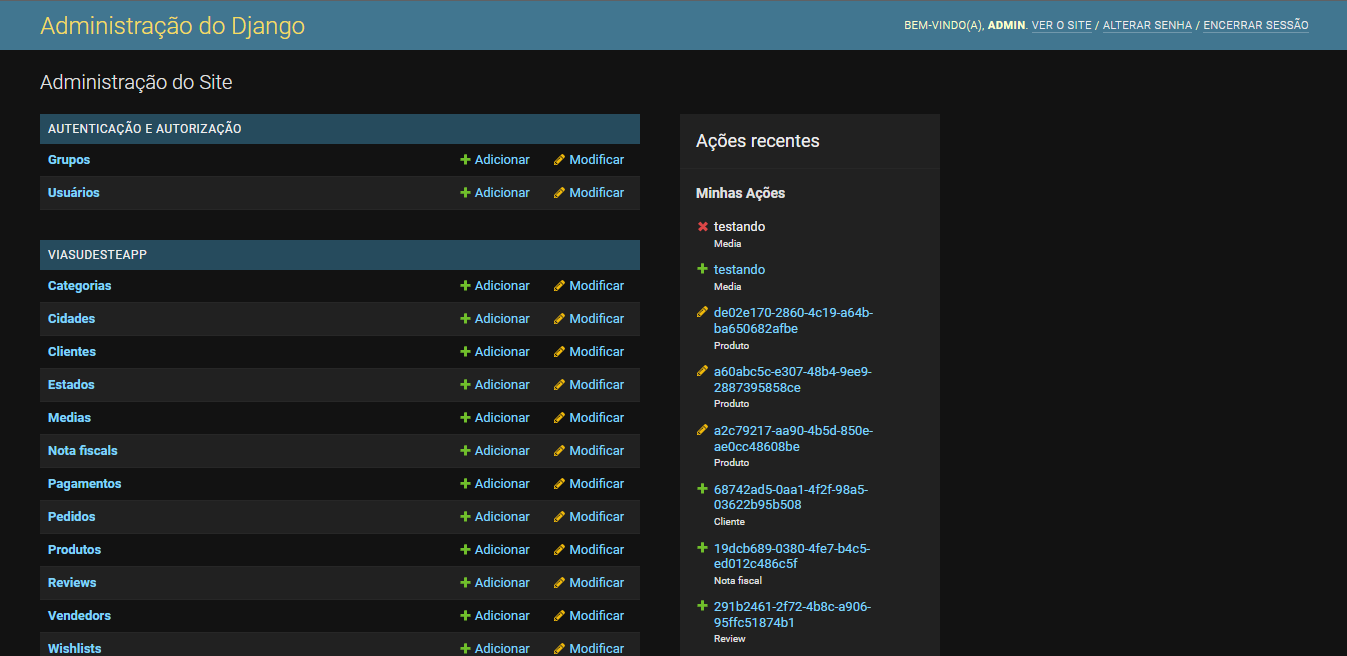 Administração do Django
BEM-VINDO(A), ADMIN. VER O SITE / ALTERAR SENHA / ENCERRAR SESSÃO
Administração do Site
AUTENTICAÇÃO E AUTORIZAÇÃO
Grupos Adicionar Modificar
Usuários Adicionar Modificar
VIASUDESTEAPP
Categorias Adicionar Modificar
Cidades Adicionar Modificar
Clientes Adicionar Modificar
Estados Adicionar Modificar
Medias Adicionar Modificar
Nota fiscals Adicionar Modificar
Pagamentos Adicionar Modificar
Pedidos Adicionar Modificar
Produtos Adicionar Modificar
Reviews Adicionar Modificar
Vendedors Adicionar Modificar
Wishlists Adicionar Modificar
Ações recentes
Minhas Ações
testando
Media
testando
Media
de02e170-2860-4c19-a64b-
ba650682afbe
Produto
a60abc5c-e307-48b4-9ee9-
2887395858ce
Produto
a2c79217-aa90-4b5d-850e-
ae0cc48608be
Produto
68742ad5-0aa1-4f2f-98a5-
03622b95b508
Cliente
19dcb689-0380-4fe7-b4c5-
ed012c486c5f
Nota fiscal
291b2461-2f72-4b8c-a906-
95ffc51874b1
Review